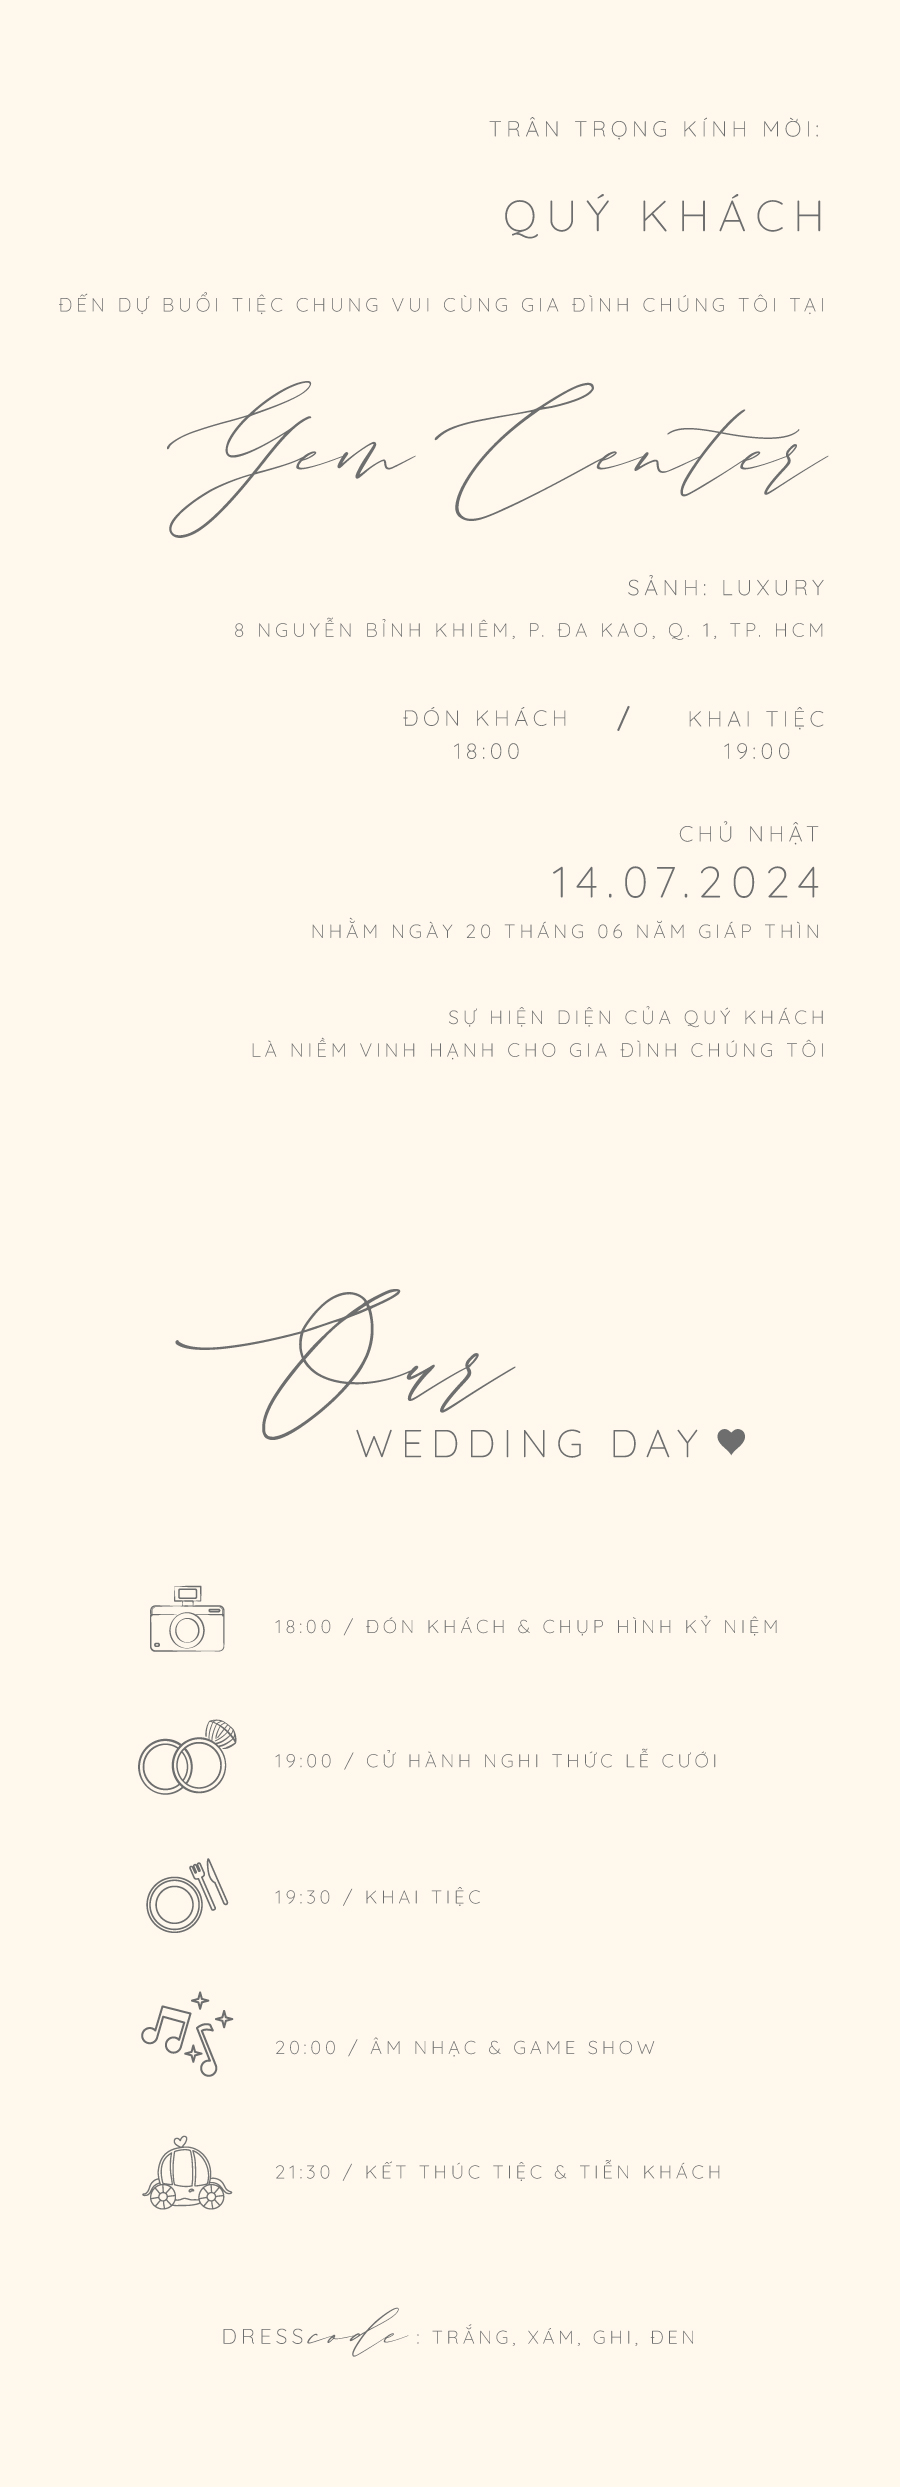 TRÂN TRỌNG KÍNH MỜI:
QUÝ KHÁCH
ĐẾN DỰ BUỔI TIỆC CHUNG VUI CÙNG GIA ĐÌNH CHÚNG TÔI TẠI
Gem Center
SẢNH: LUXURY
8 NGUYỄN BỈNH KHIÊM, P. ĐA KAO, Q. 1, TP. HCM
ĐÓN KHÁCH / KHAI TIỆC
18:00 19:00
CHỦ NHẬT
14.07.2024
NHẰM NGÀY 20 THÁNG 06 NĂM GIÁP THÌN
SỰ HIỆN DIỆN CỦA QUÝ KHÁCH
LÀ NIỀM VINH HẠNH CHO GIA ĐÌNH CHÚNG TÔI
Our
WEDDING DAY
18:00 / ĐÓN KHÁCH & CHỤP HÌNH KỶ NIỆM
19:00 / CỬ HÀNH NGHI THỨC LỄ CƯỚI
19:30 / KHAI TIỆC
20:00 / ÂM NHẠC & GAME SHOW
21:30 / KẾT THÚC TIỆC & TIỄN KHÁCH
DRESScode : TRẮNG, XÁM, GHI, ĐEN